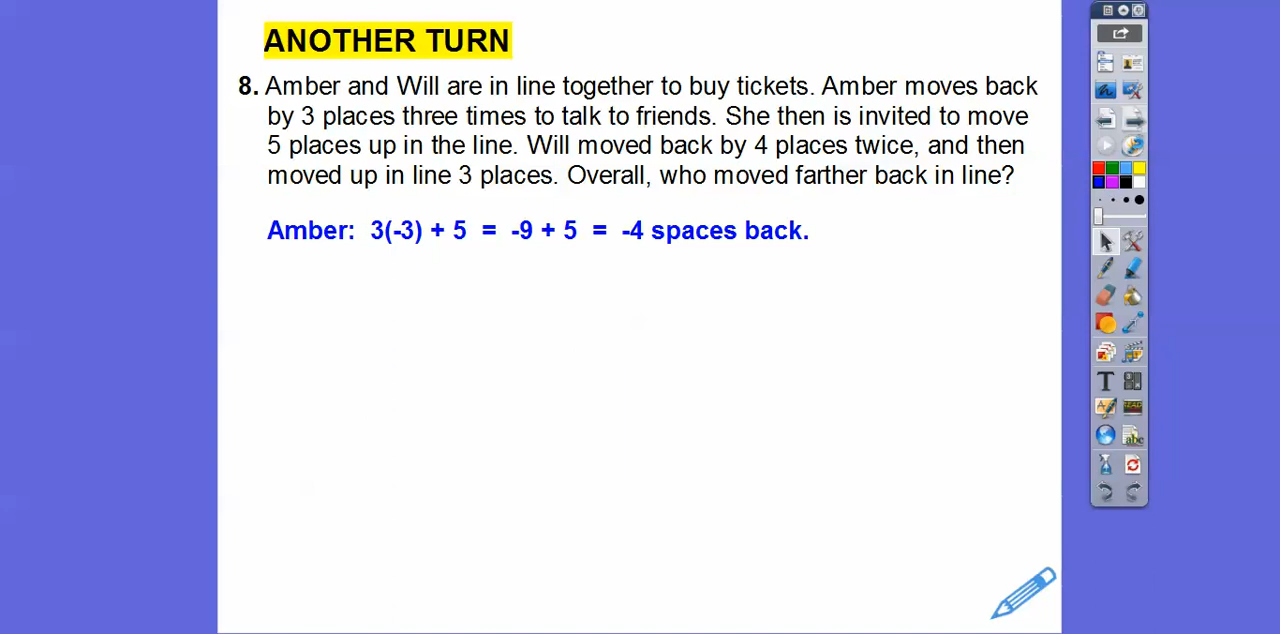 ANOTHER TURN
8. Amber and Will are in line together to buy tickets. Amber moves back
by 3 places three times to talk to friends. She then is invited to move
5 places up in the line. Will moved back by 4 places twice, and then
moved up in line 3 places. Overall, who moved farther back in line?
Amber:  3(-3) + 5  =  -9 + 5  =  -4 spaces back.